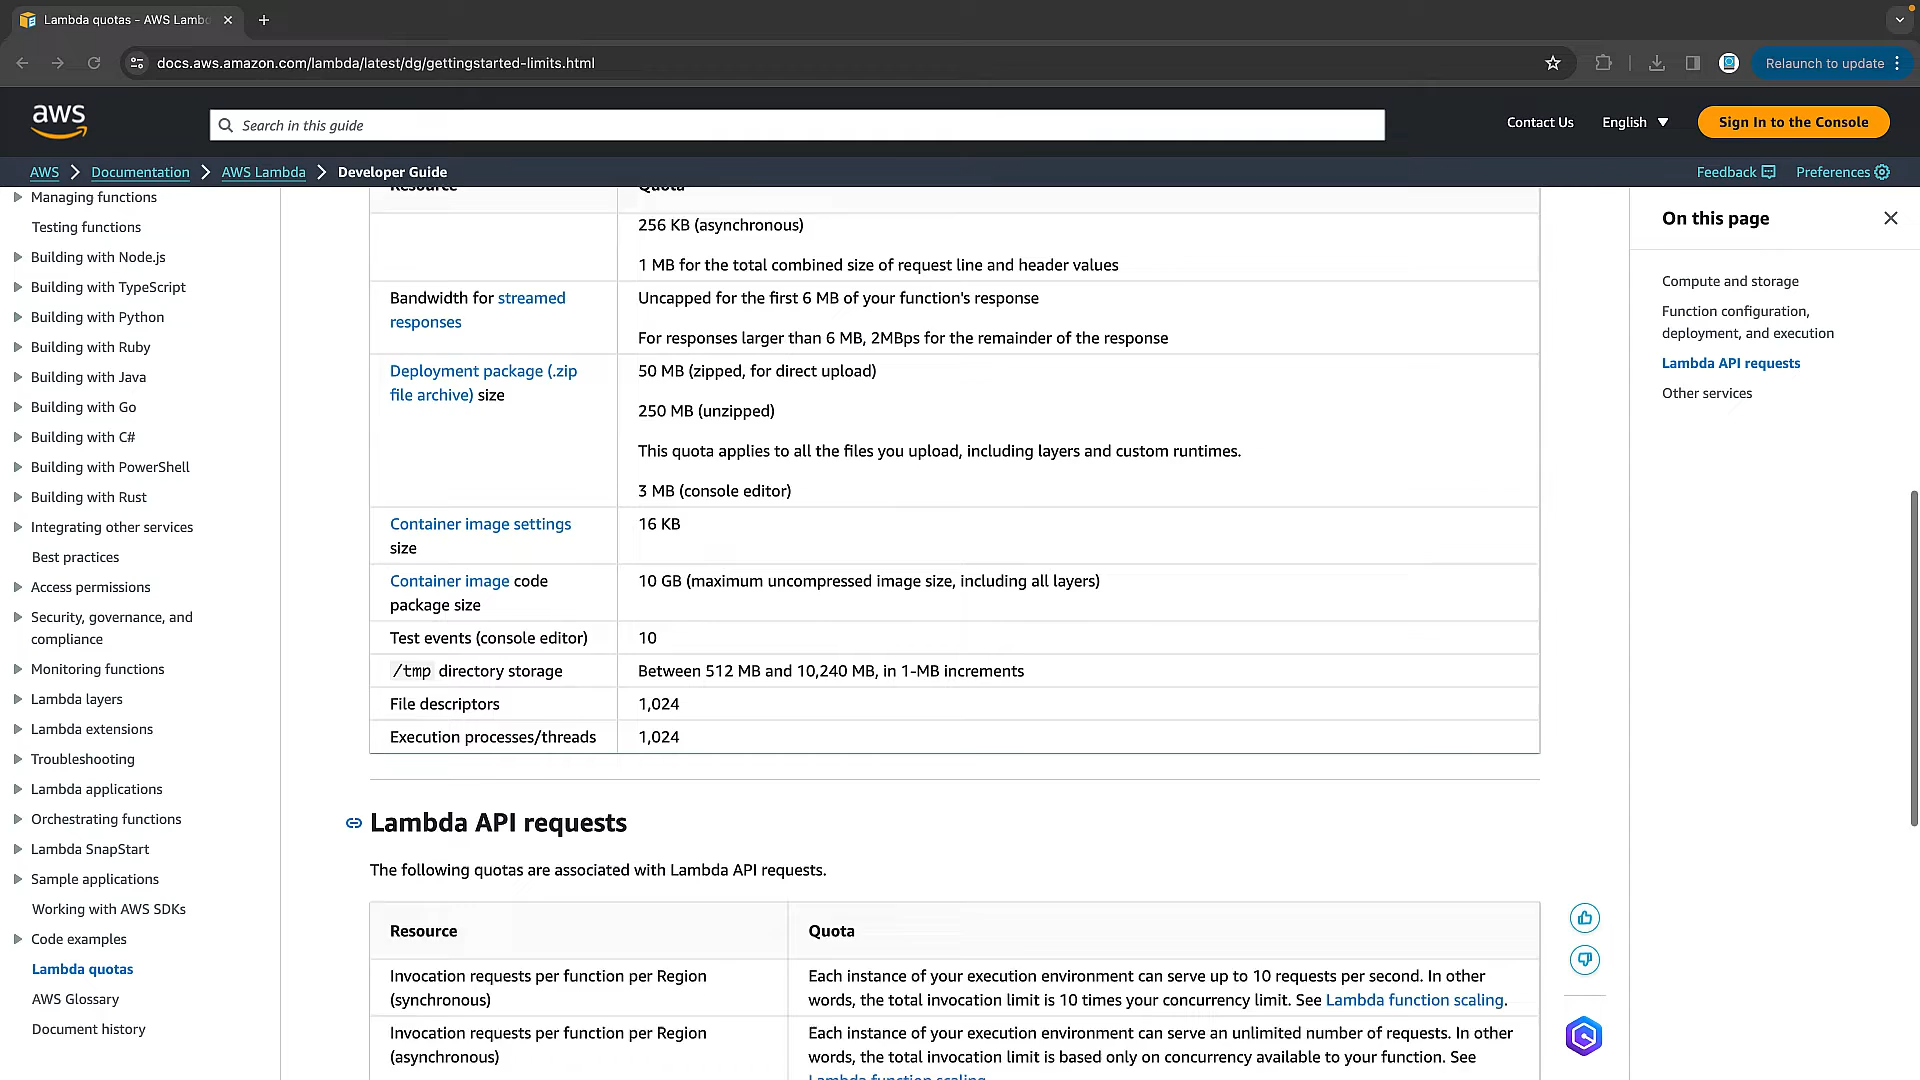 Lambda quotas - AWS Lamb
docs.aws.amazon.com/lambda/latest/dg/gettingstarted-limits.html
Relaunch to update
aws
Search in this guide
Contact Us
English
Sign In to the Console
AWS
Documentation
AWS Lambda
Developer Guide
Feedback
Preferences
Managing functions
Testing functions
Building with Node.js
Building with TypeScript
Building with Python
Building with Ruby
Building with Java
Building with Go
Building with C#
Building with PowerShell
Building with Rust
Integrating other services
Best practices
Access permissions
Security, governance, and
compliance
Monitoring functions
Lambda layers
Lambda extensions
Troubleshooting
Lambda applications
Orchestrating functions
Lambda SnapStart
Sample applications
Working with AWS SDKs
Code examples
Lambda quotas
AWS Glossary
Document history
Resource
Quota
256 KB (asynchronous)
1 MB for the total combined size of request line and header values
Bandwidth for streamed
responses
Uncapped for the first 6 MB of your function's response
For responses larger than 6 MB, 2MBps for the remainder of the response
Deployment package (.zip
file archive) size
50 MB (zipped, for direct upload)
250 MB (unzipped)
This quota applies to all the files you upload, including layers and custom runtimes.
3 MB (console editor)
Container image settings
size
16 KB
Container image code
package size
10 GB (maximum uncompressed image size, including all layers)
Test events (console editor)
10
/tmp directory storage
Between 512 MB and 10,240 MB, in 1-MB increments
File descriptors
1,024
Execution processes/threads
1,024
Lambda API requests
The following quotas are associated with Lambda API requests.
Resource
Quota
Invocation requests per function per Region
(synchronous)
Each instance of your execution environment can serve up to 10 requests per second. In other
words, the total invocation limit is 10 times your concurrency limit. See Lambda function scaling.
Invocation requests per function per Region
(asynchronous)
Each instance of your execution environment can serve an unlimited number of requests. In other
words, the total invocation limit is based only on concurrency available to your function. See
Lambda function scaling.
On this page
Compute and storage
Function configuration,
deployment, and execution
Lambda API requests
Other services